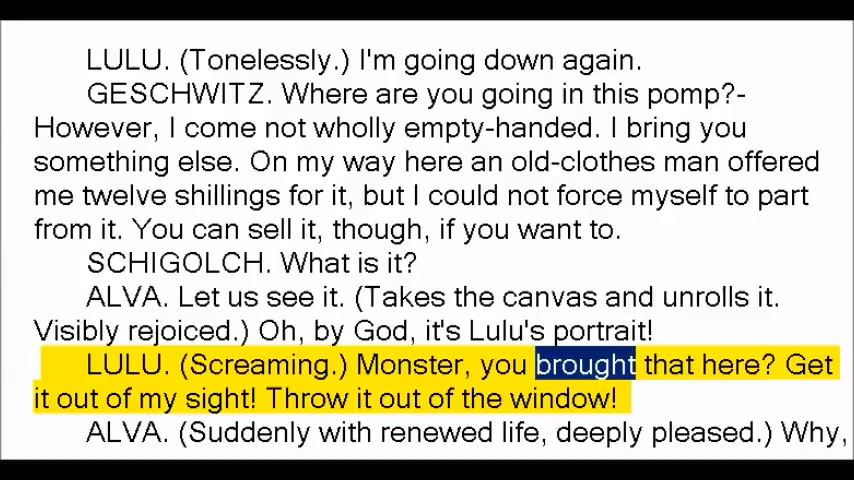 LULU. (Tonelessly.) I'm going down again.
GESCHWITZ. Where are you going in this pomp?-
However, I come not wholly empty-handed. I bring you
something else. On my way here an old-clothes man offered
me twelve shillings for it, but I could not force myself to part
from it. You can sell it, though, if you want to.
SCHIGOLCH. What is it?
ALVA. Let us see it. (Takes the canvas and unrolls it.
Visibly rejoiced.) Oh, by God, it's Lulu's portrait!
LULU. (Screaming.) Monster, you brought that here? Get
it out of my sight! Throw it out of the window!
ALVA. (Suddenly with renewed life, deeply pleased.) Why,